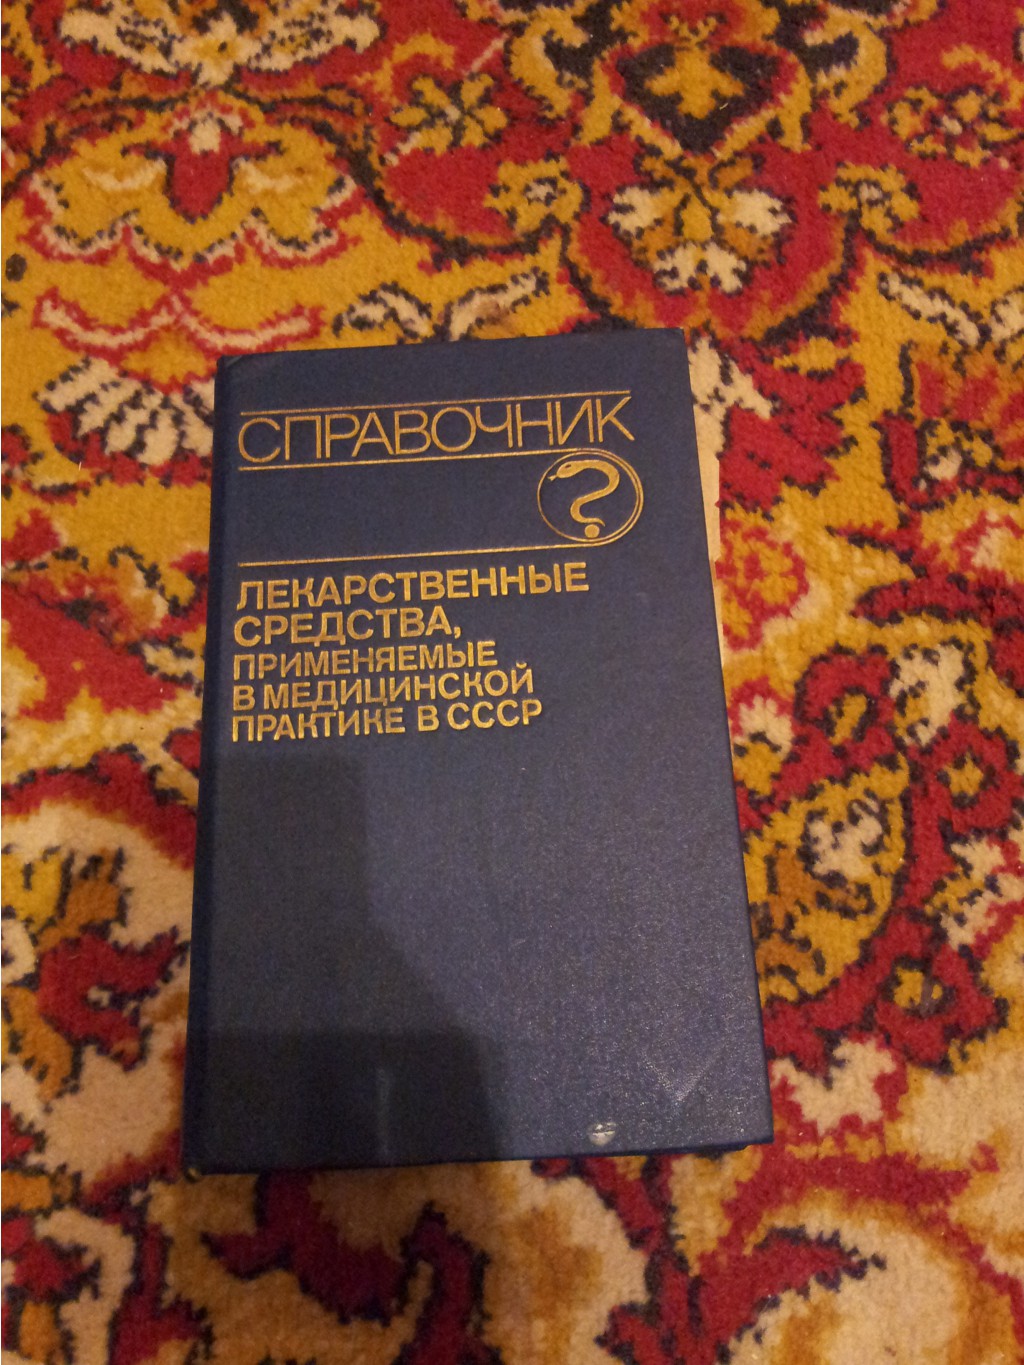 СПРАВОЧНИК
ЛЕКАРСТВЕННЫЕ
СРЕДСТВА,
ПРИМЕНЯЕМЫЕ
В МЕДИЦИНСКОЙ
ПРАКТИКЕ В СССР